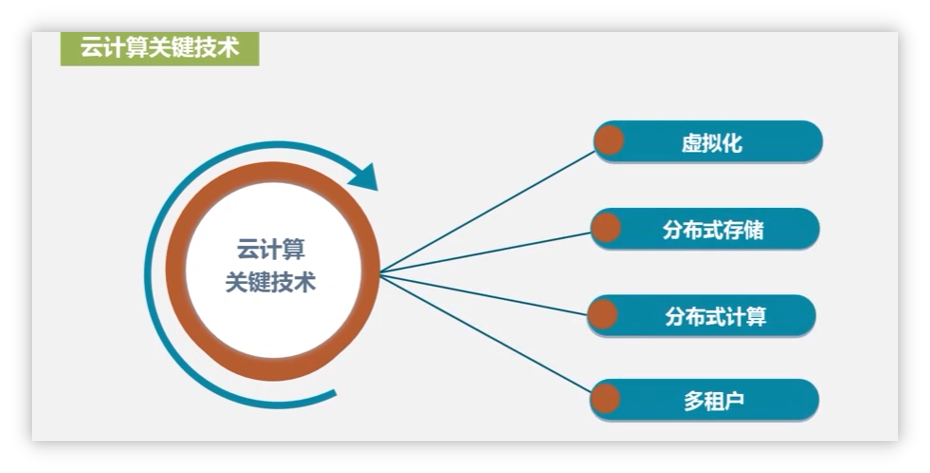 云计算关键技术
云计算
关键技术
虚拟化
分布式存储
分布式计算
多租户